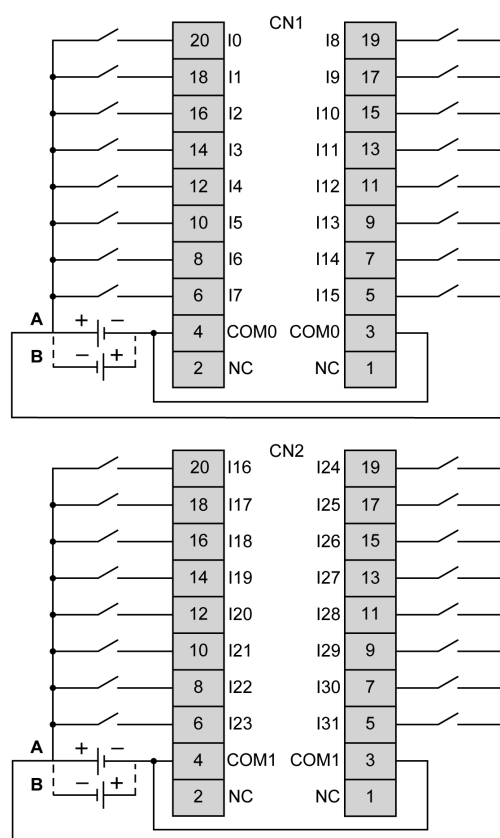 CN1
20 I0 I8 19
18 I1 I9 17
16 I2 I10 15
14 I3 I11 13
12 I4 I12 11
10 I5 I13 9
8 I6 I14 7
6 I7 I15 5
A + − 4 COM0 COM0 3
B − + 2 NC NC 1
CN2
20 I16 I24 19
18 I17 I25 17
16 I18 I26 15
14 I19 I27 13
12 I20 I28 11
10 I21 I29 9
8 I22 I30 7
6 I23 I31 5
A + − 4 COM1 COM1 3
B − + 2 NC NC 1